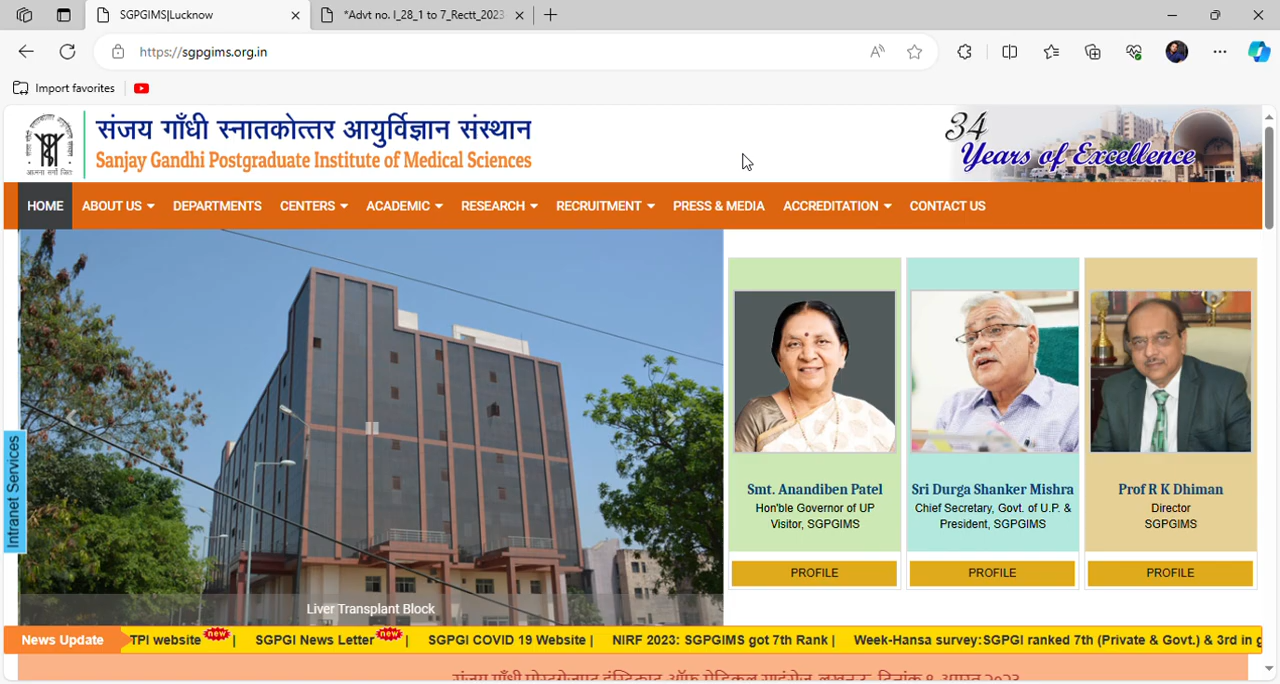 SGPGIMS|Lucknow
*Advt no. I_28_1 to 7_Rectt_2023
https://sgpgims.org.in
Import favorites
संजय गाँधी स्नातकोत्तर आयुर्विज्ञान संस्थान
Sanjay Gandhi Postgraduate Institute of Medical Sciences
34
Years of Excellence
HOME ABOUT US DEPARTMENTS CENTERS ACADEMIC RESEARCH RECRUITMENT PRESS & MEDIA ACCREDITATION CONTACT US
Intranet Services
Liver Transplant Block
Smt. Anandiben Patel
Hon'ble Governor of UP
Visitor, SGPGIMS
PROFILE
Sri Durga Shanker Mishra
Chief Secretary, Govt. of U.P. &
President, SGPGIMS
PROFILE
Prof R K Dhiman
Director
SGPGIMS
PROFILE
News Update TPI website new | SGPGI News Letter new | SGPGI COVID 19 Website | NIRF 2023: SGPGIMS got 7th Rank | Week-Hansa survey:SGPGI ranked 7th (Private & Govt.) & 3rd in g